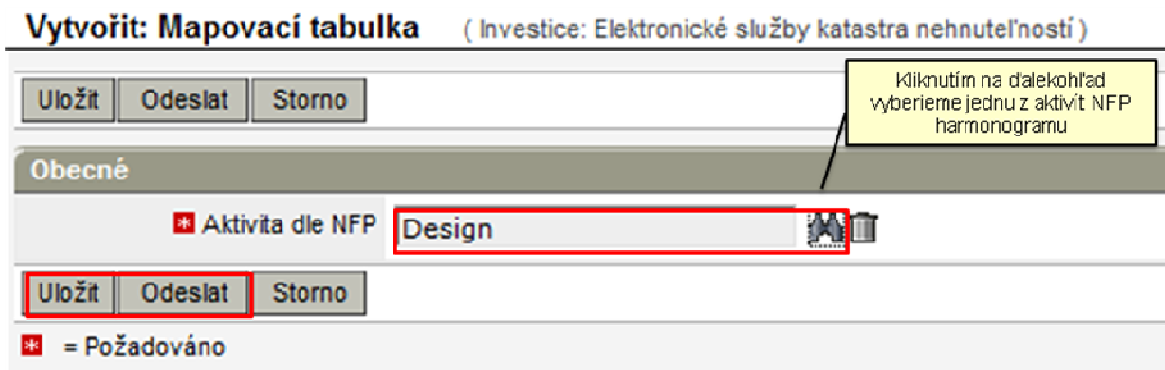 Vytvořit: Mapovací tabulka ( Investice: Elektronické služby katastra nehnuteľností )
Kliknutím na ďalekohľad
vyberieme jednu z aktivít NFP
harmonogramu
Uložit Odeslat Storno
Obecné
* Aktivita dle NFP Design
Uložit Odeslat Storno
* = Požadováno